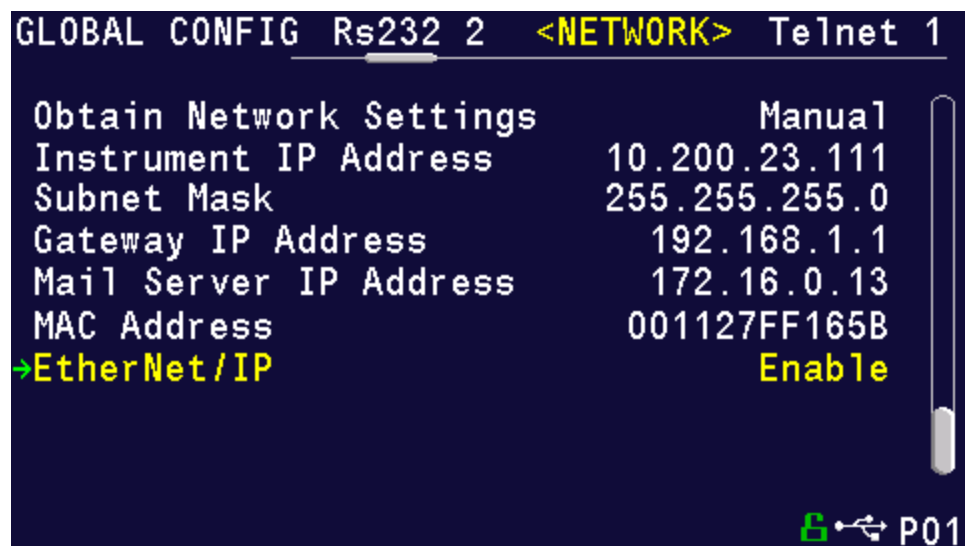 GLOBAL CONFIG Rs232 2 <NETWORK> Telnet 1
Obtain Network Settings Manual
Instrument IP Address 10.200.23.111
Subnet Mask 255.255.255.0
Gateway IP Address 192.168.1.1
Mail Server IP Address 172.16.0.13
MAC Address 001127FF165B
→EtherNet/IP Enable
P01